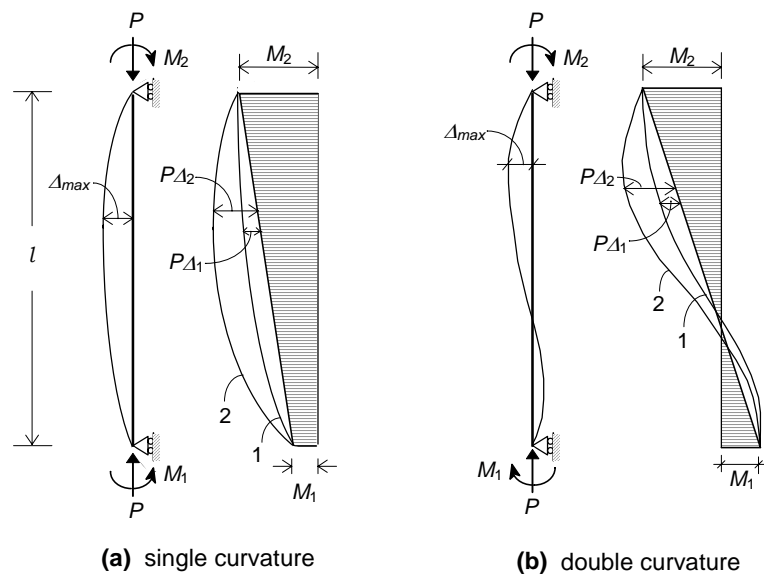 P
M2
M2
Δmax
PΔ2
PΔ1
l
2
1
M1
M1
P
(a) single curvature
P
M2
M2
Δmax
PΔ2
PΔ1
2
1
M1
M1
P
(b) double curvature